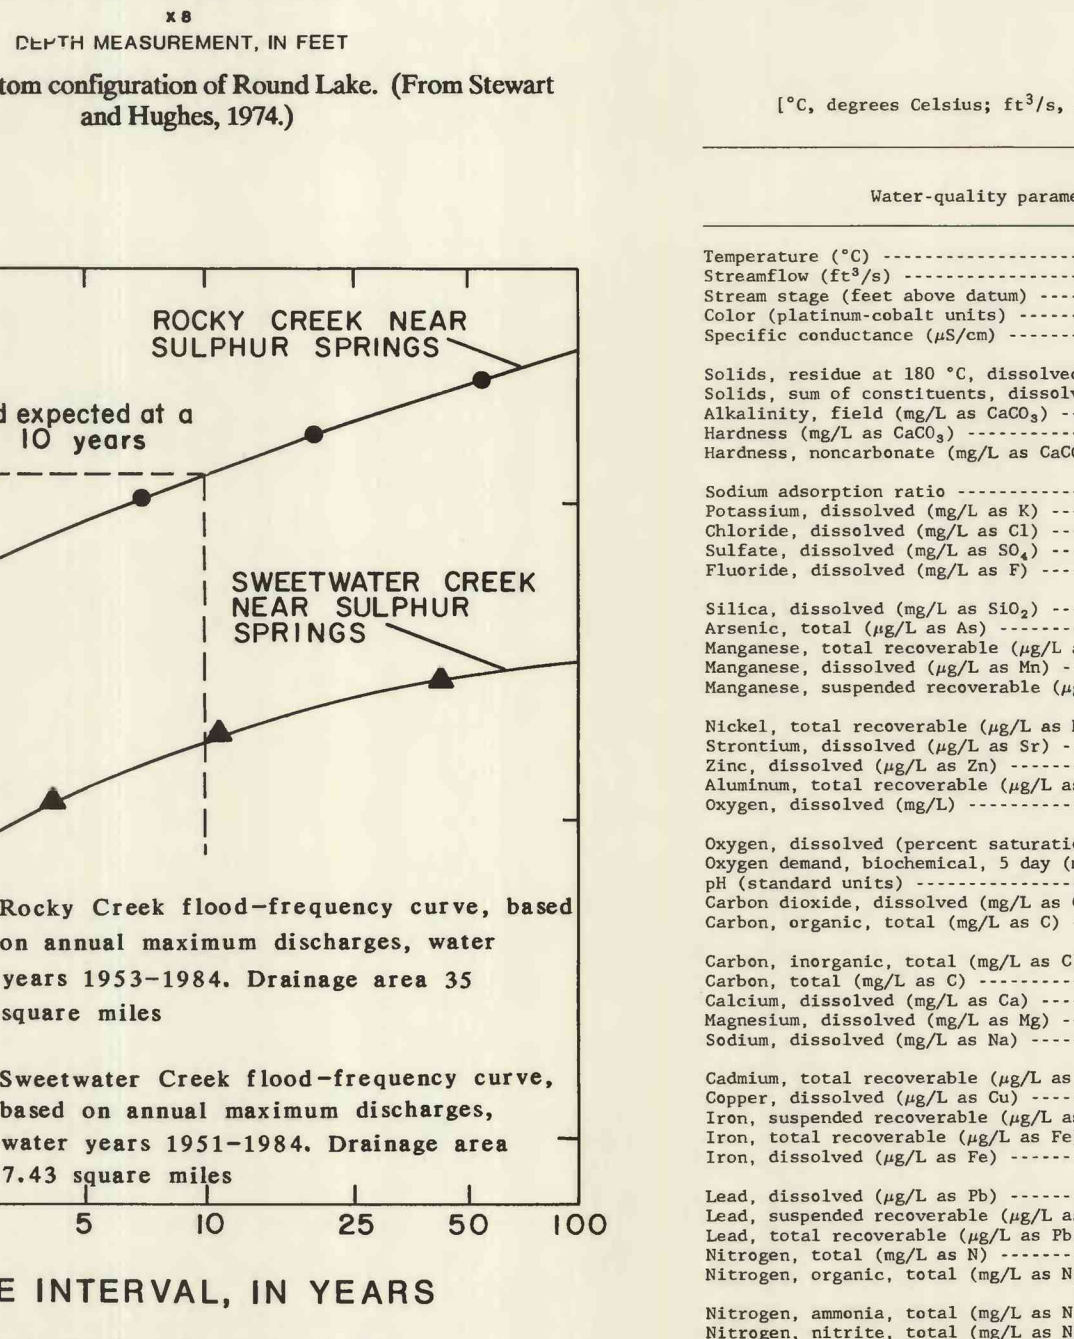 x 8
DEPTH MEASUREMENT, IN FEET
tom configuration of Round Lake. (From Stewart
and Hughes, 1974.)
ROCKY CREEK NEAR
SULPHUR SPRINGS
expected at a
10 years
SWEETWATER CREEK
NEAR SULPHUR
SPRINGS
Rocky Creek flood-frequency curve, based
on annual maximum discharges, water
years 1953-1984. Drainage area 35
square miles
Sweetwater Creek flood-frequency curve,
based on annual maximum discharges,
water years 1951-1984. Drainage area
7.43 square miles
5 10 25 50 100
E INTERVAL, IN YEARS
[°C, degrees Celsius; ft³/s,
Water-quality parame
Temperature (°C) -------------------
Streamflow (ft³/s) -----------------
Stream stage (feet above datum) ----
Color (platinum-cobalt units) ------
Specific conductance (μS/cm) -------
Solids, residue at 180 °C, dissolved
Solids, sum of constituents, dissolv
Alkalinity, field (mg/L as CaCO₃) --
Hardness (mg/L as CaCO₃) -----------
Hardness, noncarbonate (mg/L as CaCO
Sodium adsorption ratio ------------
Potassium, dissolved (mg/L as K) ---
Chloride, dissolved (mg/L as Cl) ---
Sulfate, dissolved (mg/L as SO₄) --
Fluoride, dissolved (mg/L as F) ----
Silica, dissolved (mg/L as SiO₂) --
Arsenic, total (μg/L as As) --------
Manganese, total recoverable (μg/L a
Manganese, dissolved (μg/L as Mn) -
Manganese, suspended recoverable (μg
Nickel, total recoverable (μg/L as
Strontium, dissolved (μg/L as Sr) -
Zinc, dissolved (μg/L as Zn) ------
Aluminum, total recoverable (μg/L as
Oxygen, dissolved (mg/L) -----------
Oxygen, dissolved (percent saturatio
Oxygen demand, biochemical, 5 day (m
pH (standard units) ----------------
Carbon dioxide, dissolved (mg/L as C
Carbon, organic, total (mg/L as C)
Carbon, inorganic, total (mg/L as C
Carbon, total (mg/L as C) ---------
Calcium, dissolved (mg/L as Ca) ---
Magnesium, dissolved (mg/L as Mg) -
Sodium, dissolved (mg/L as Na) ----
Cadmium, total recoverable (μg/L as
Copper, dissolved (μg/L as Cu) ----
Iron, suspended recoverable (μg/L as
Iron, total recoverable (μg/L as Fe
Iron, dissolved (μg/L as Fe) ------
Lead, dissolved (μg/L as Pb) ------
Lead, suspended recoverable (μg/L as
Lead, total recoverable (μg/L as Pb
Nitrogen, total (mg/L as N) -------
Nitrogen, organic, total (mg/L as N
Nitrogen, ammonia, total (mg/L as N
Nitrogen, nitrite, total (mg/L as N